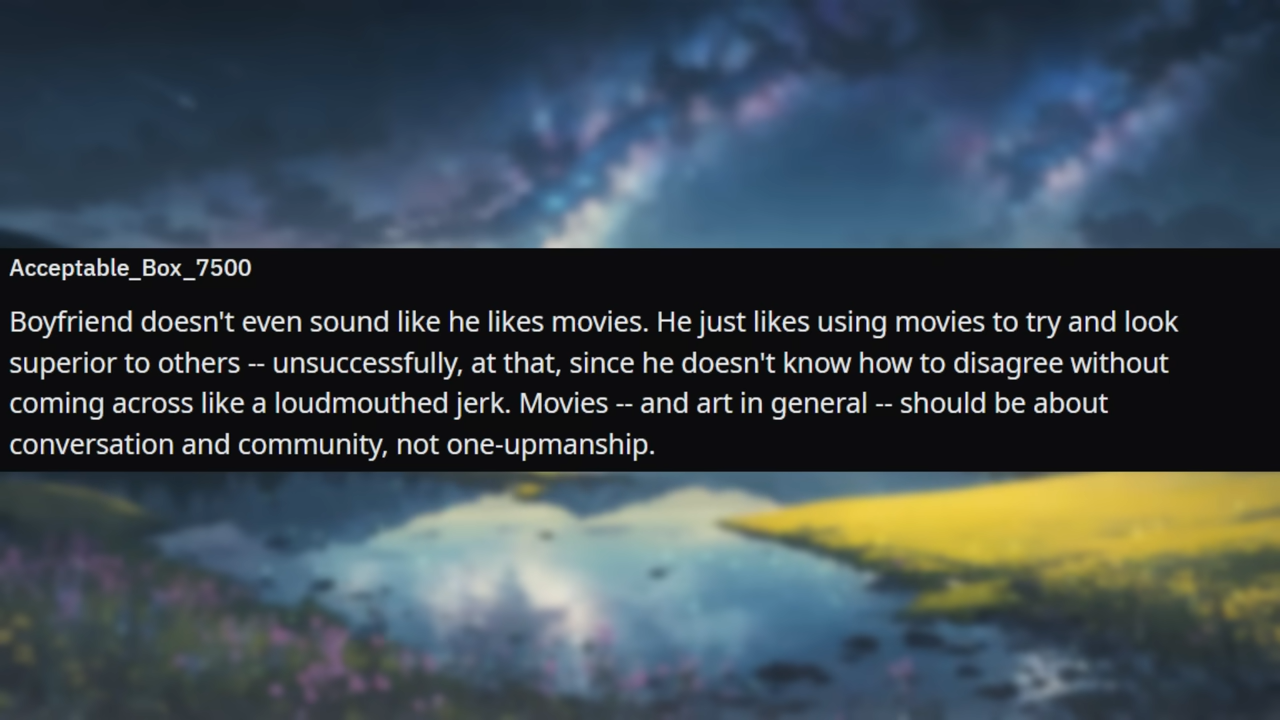 Acceptable_Box_7500
Boyfriend doesn't even sound like he likes movies. He just likes using movies to try and look
superior to others -- unsuccessfully, at that, since he doesn't know how to disagree without
coming across like a loudmouthed jerk. Movies -- and art in general -- should be about
conversation and community, not one-upmanship.